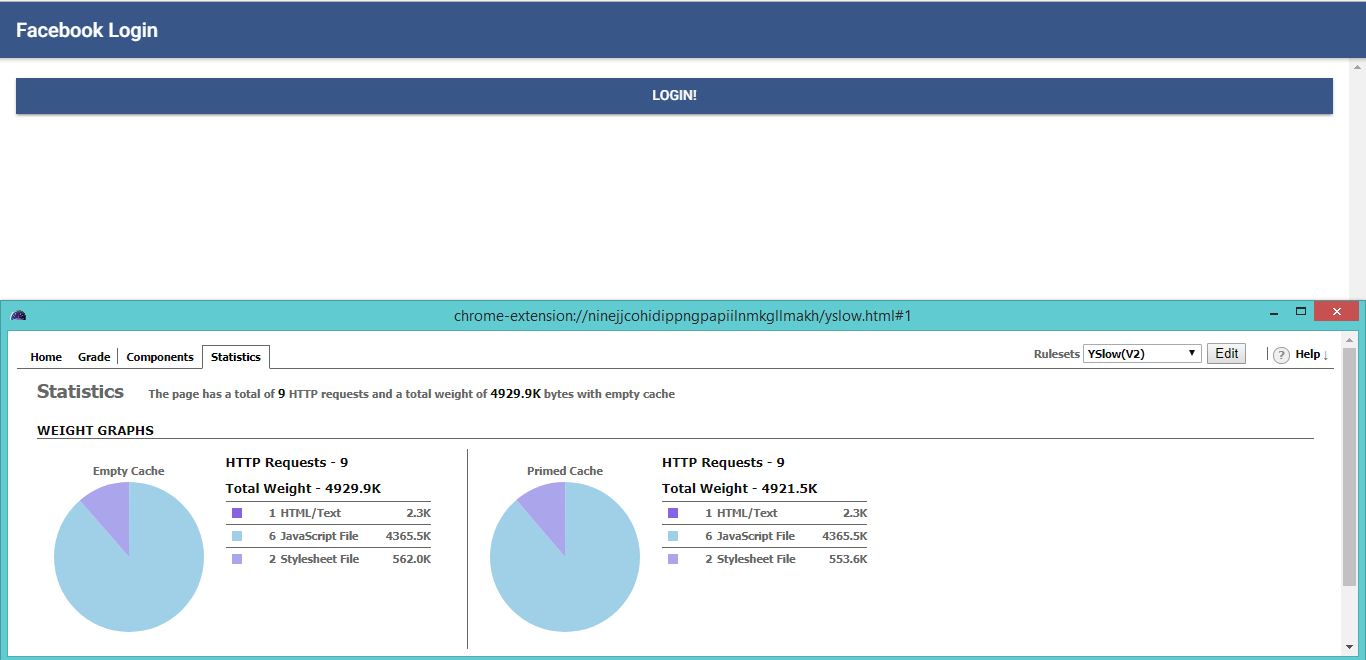 Facebook Login
LOGIN!
chrome-extension://ninejjcohidippngpapiilnmkgllmakh/yslow.html#1
Home Grade Components Statistics Rulesets YSlow(V2) Edit ? Help ↓
Statistics The page has a total of 9 HTTP requests and a total weight of 4929.9K bytes with empty cache
WEIGHT GRAPHS
Empty Cache
HTTP Requests - 9
Total Weight - 4929.9K
1 HTML/Text 2.3K
6 JavaScript File 4365.5K
2 Stylesheet File 562.0K
Primed Cache
HTTP Requests - 9
Total Weight - 4921.5K
1 HTML/Text 2.3K
6 JavaScript File 4365.5K
2 Stylesheet File 553.6K